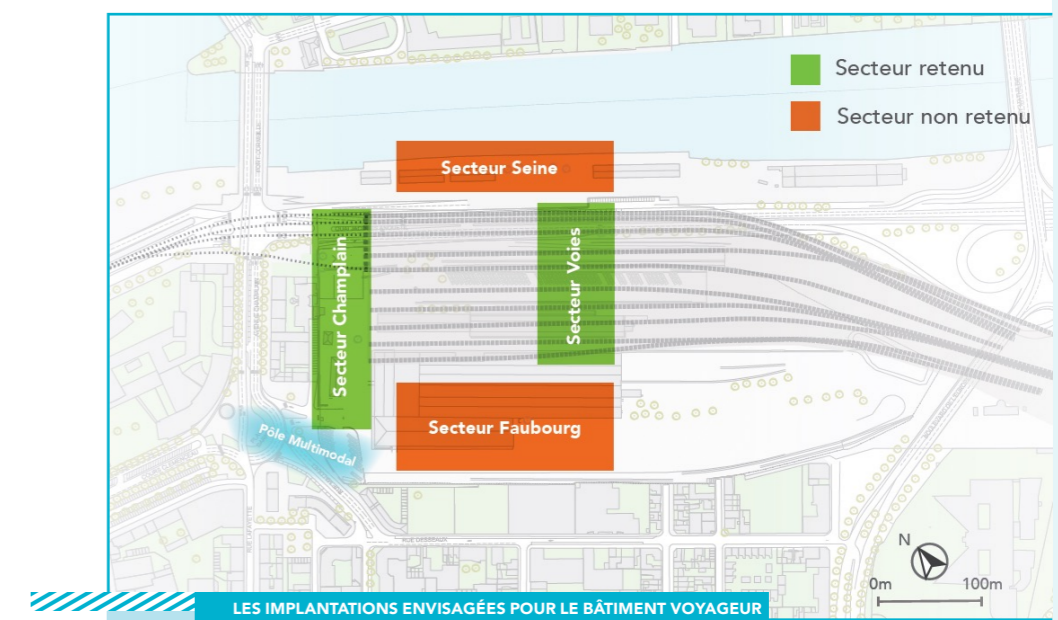 Secteur retenu
Secteur non retenu
Secteur Seine
Secteur Champlain
Secteur Voies
Secteur Faubourg
Pôle Multimodal
N
0m 100m
LES IMPLANTATIONS ENVISAGÉES POUR LE BÂTIMENT VOYAGEUR